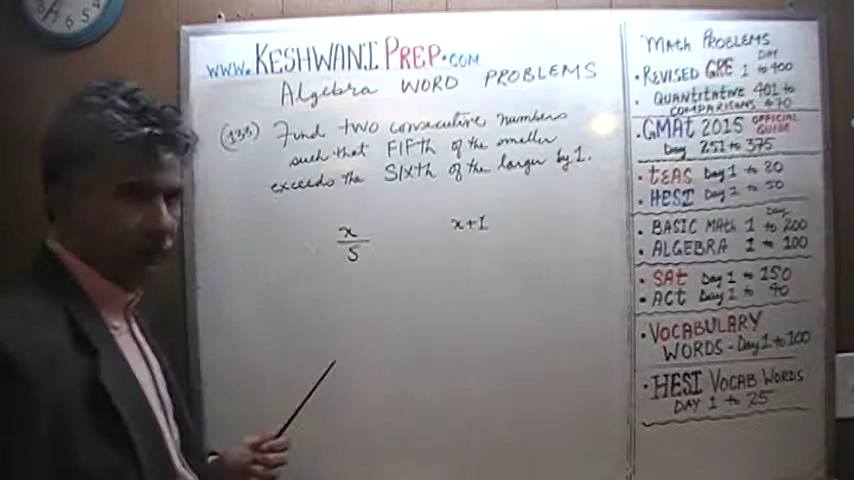 www.KESHWANI PREP.COM
Algebra WORD PROBLEMS
Find two consecutive numbers
such that FIFTH of the smaller
exceeds the SIXTH of the larger by 1.
x
5
x+1
MATH PROBLEMS
DAY
• REVISED GRE 1 to 400
• QUANTITATIVE 401 to
COMPARISONS 470
• GMAT 2015 OFFICIAL GUIDE
Day 251 to 375
• TEAS Day 1 to 80
• HESI Day 1 to 50
Day
• BASIC MATH 1 to 200
• ALGEBRA 1 to 100
• SAT Day 1 to 150
• ACT Day 1 to 40
• VOCABULARY
WORDS - Day 1 to 100
• HESI VOCAB WORDS
DAY 1 to 25